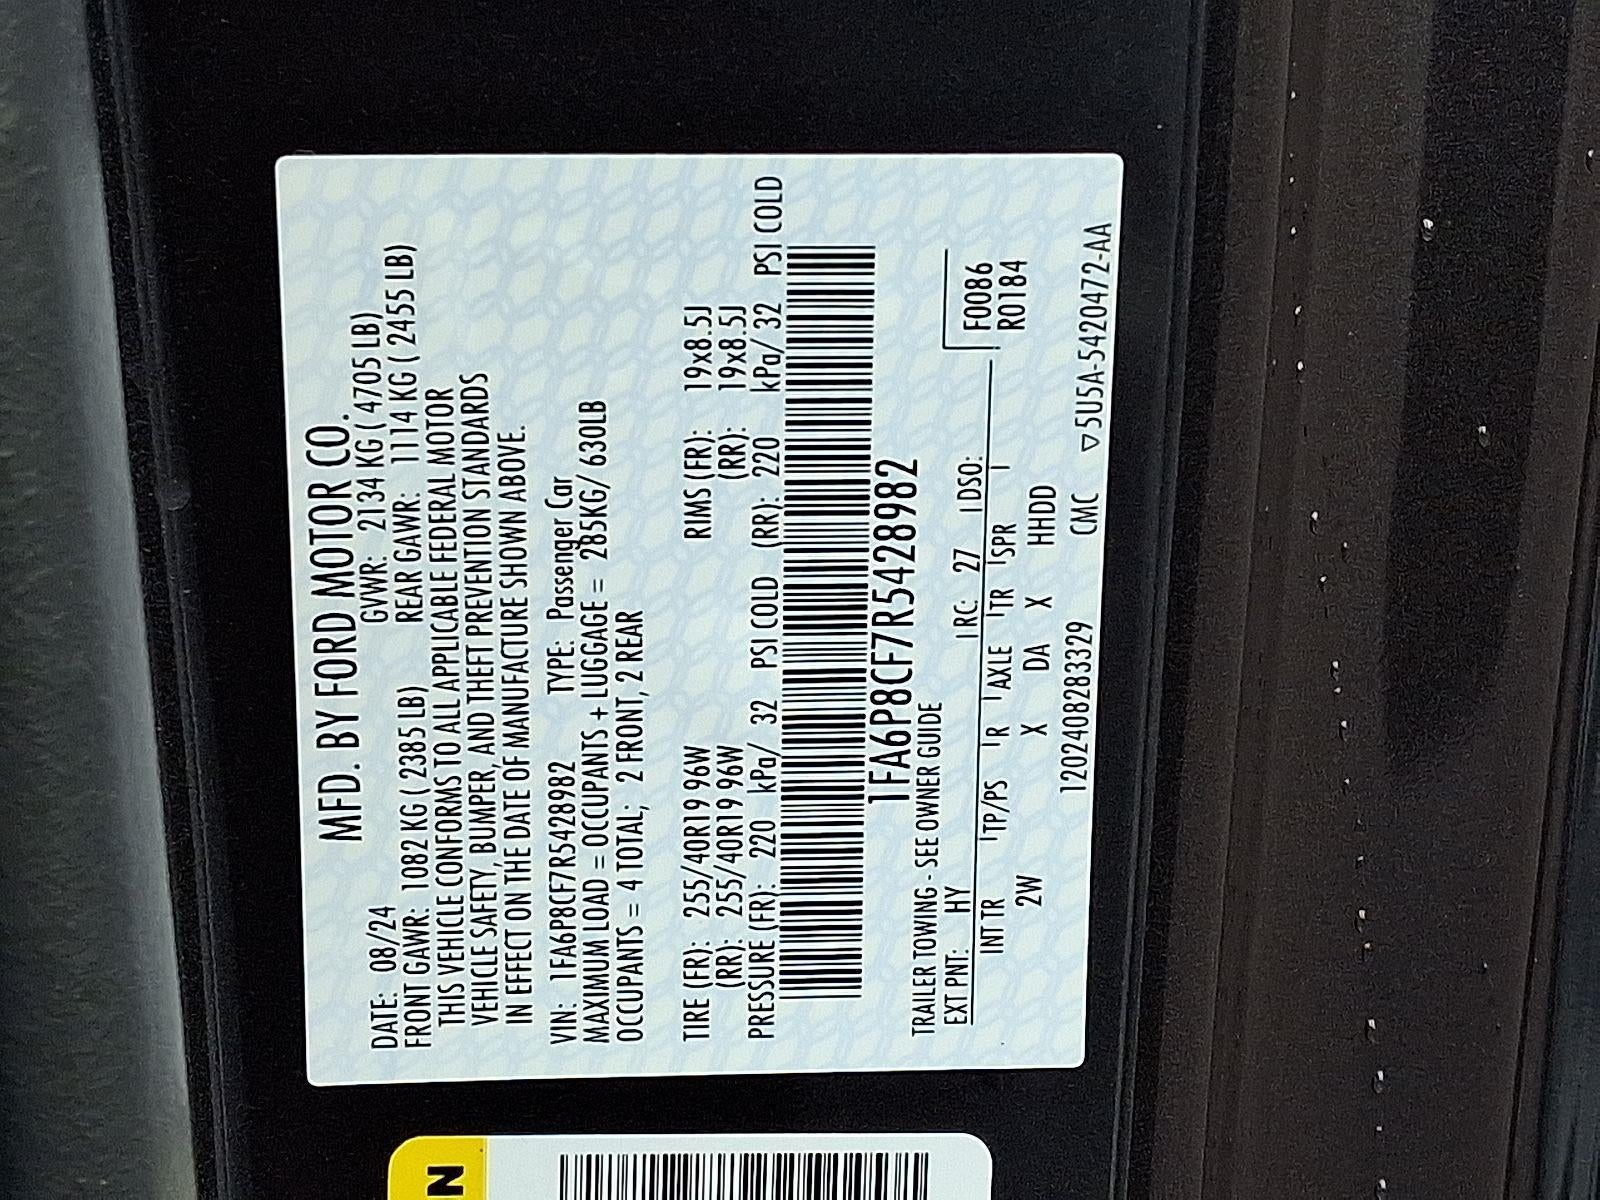 MFD. BY FORD MOTOR CO.
DATE: 08/24 GVWR: 2134 KG ( 4705 LB)
FRONT GAWR: 1082 KG ( 2385 LB) REAR GAWR: 1114 KG ( 2455 LB)
THIS VEHICLE CONFORMS TO ALL APPLICABLE FEDERAL MOTOR
VEHICLE SAFETY, BUMPER, AND THEFT PREVENTION STANDARDS
IN EFFECT ON THE DATE OF MANUFACTURE SHOWN ABOVE.
VIN: 1FA6P8CF7R5428982 TYPE: Passenger Car
MAXIMUM LOAD = OCCUPANTS + LUGGAGE = 285KG/ 630LB
OCCUPANTS = 4 TOTAL; 2 FRONT, 2 REAR
TIRE (FR): 255/40R19 96W RIMS (FR): 19x8.5J
(RR): 255/40R19 96W (RR): 19x8.5J
PRESSURE (FR): 220 kPa/ 32 PSI COLD (RR): 220 kPa/ 32 PSI COLD
1FA6P8CF7R5428982
TRAILER TOWING - SEE OWNER GUIDE
EXT PNT: HY RC: 27 DSO: F0086
INT TR TP/PS R AXLE TR SPR R0184
2W X DA X HHDD
120240828329 CMC ▽5U5A-5420472-AA
N